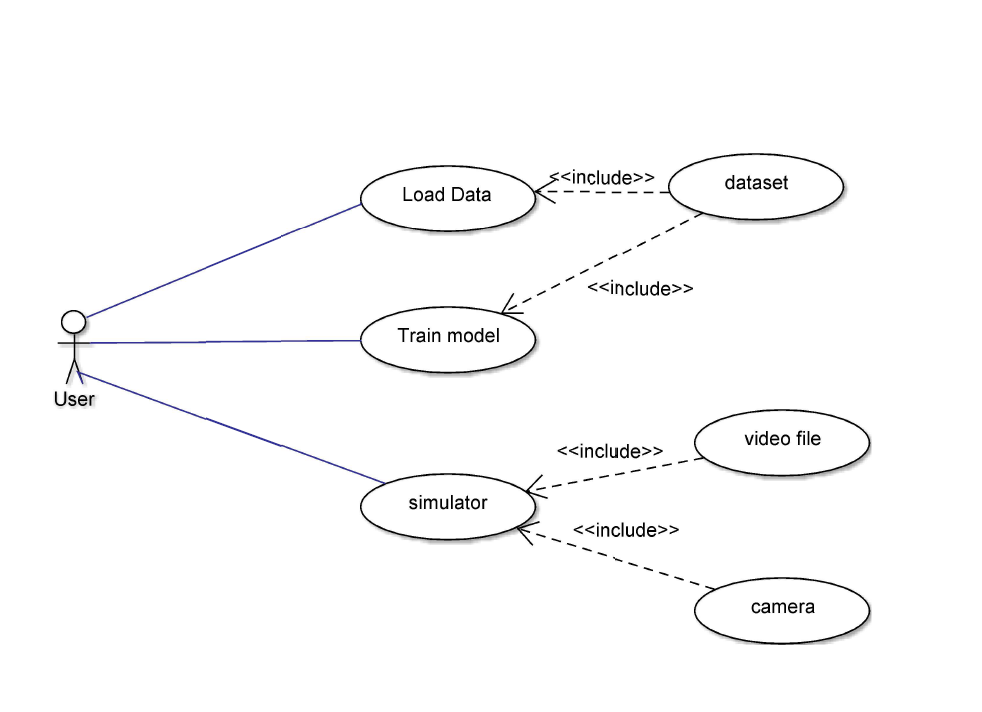 <<include>>
dataset
Load Data
<<include>>
Train model
User
video file
<<include>>
simulator
<<include>>
camera